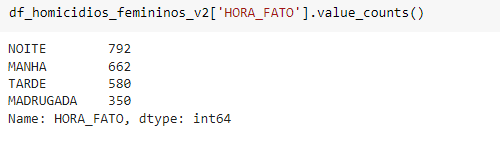 df_homicidios_femininos_v2['HORA_FATO'].value_counts()
NOITE 792
MANHA 662
TARDE 580
MADRUGADA 350
Name: HORA_FATO, dtype: int64